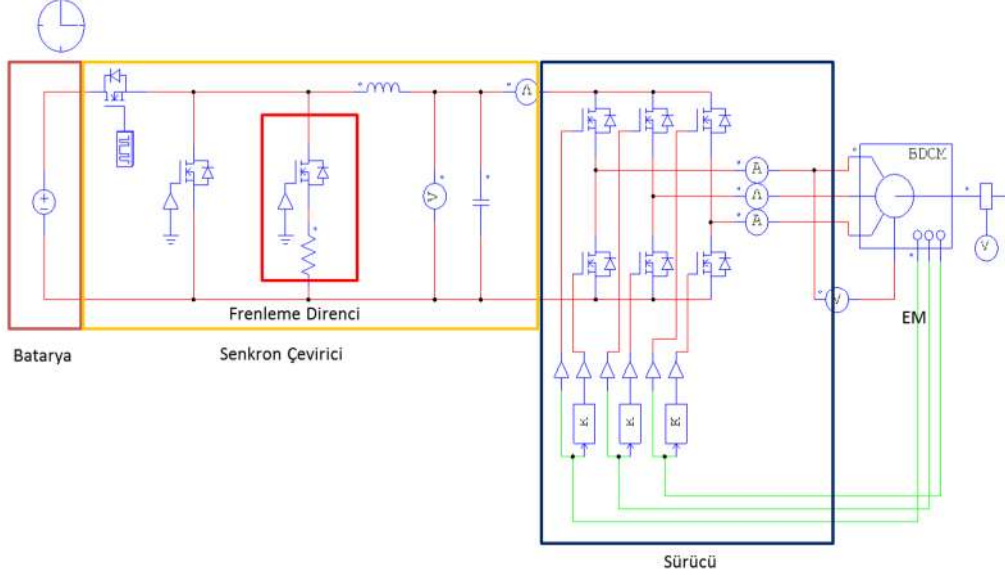 BDCM
V
A
A
A
A
V
V
EM
Frenleme Direnci
Batarya
Senkron Çevirici
K
K
K
Sürücü